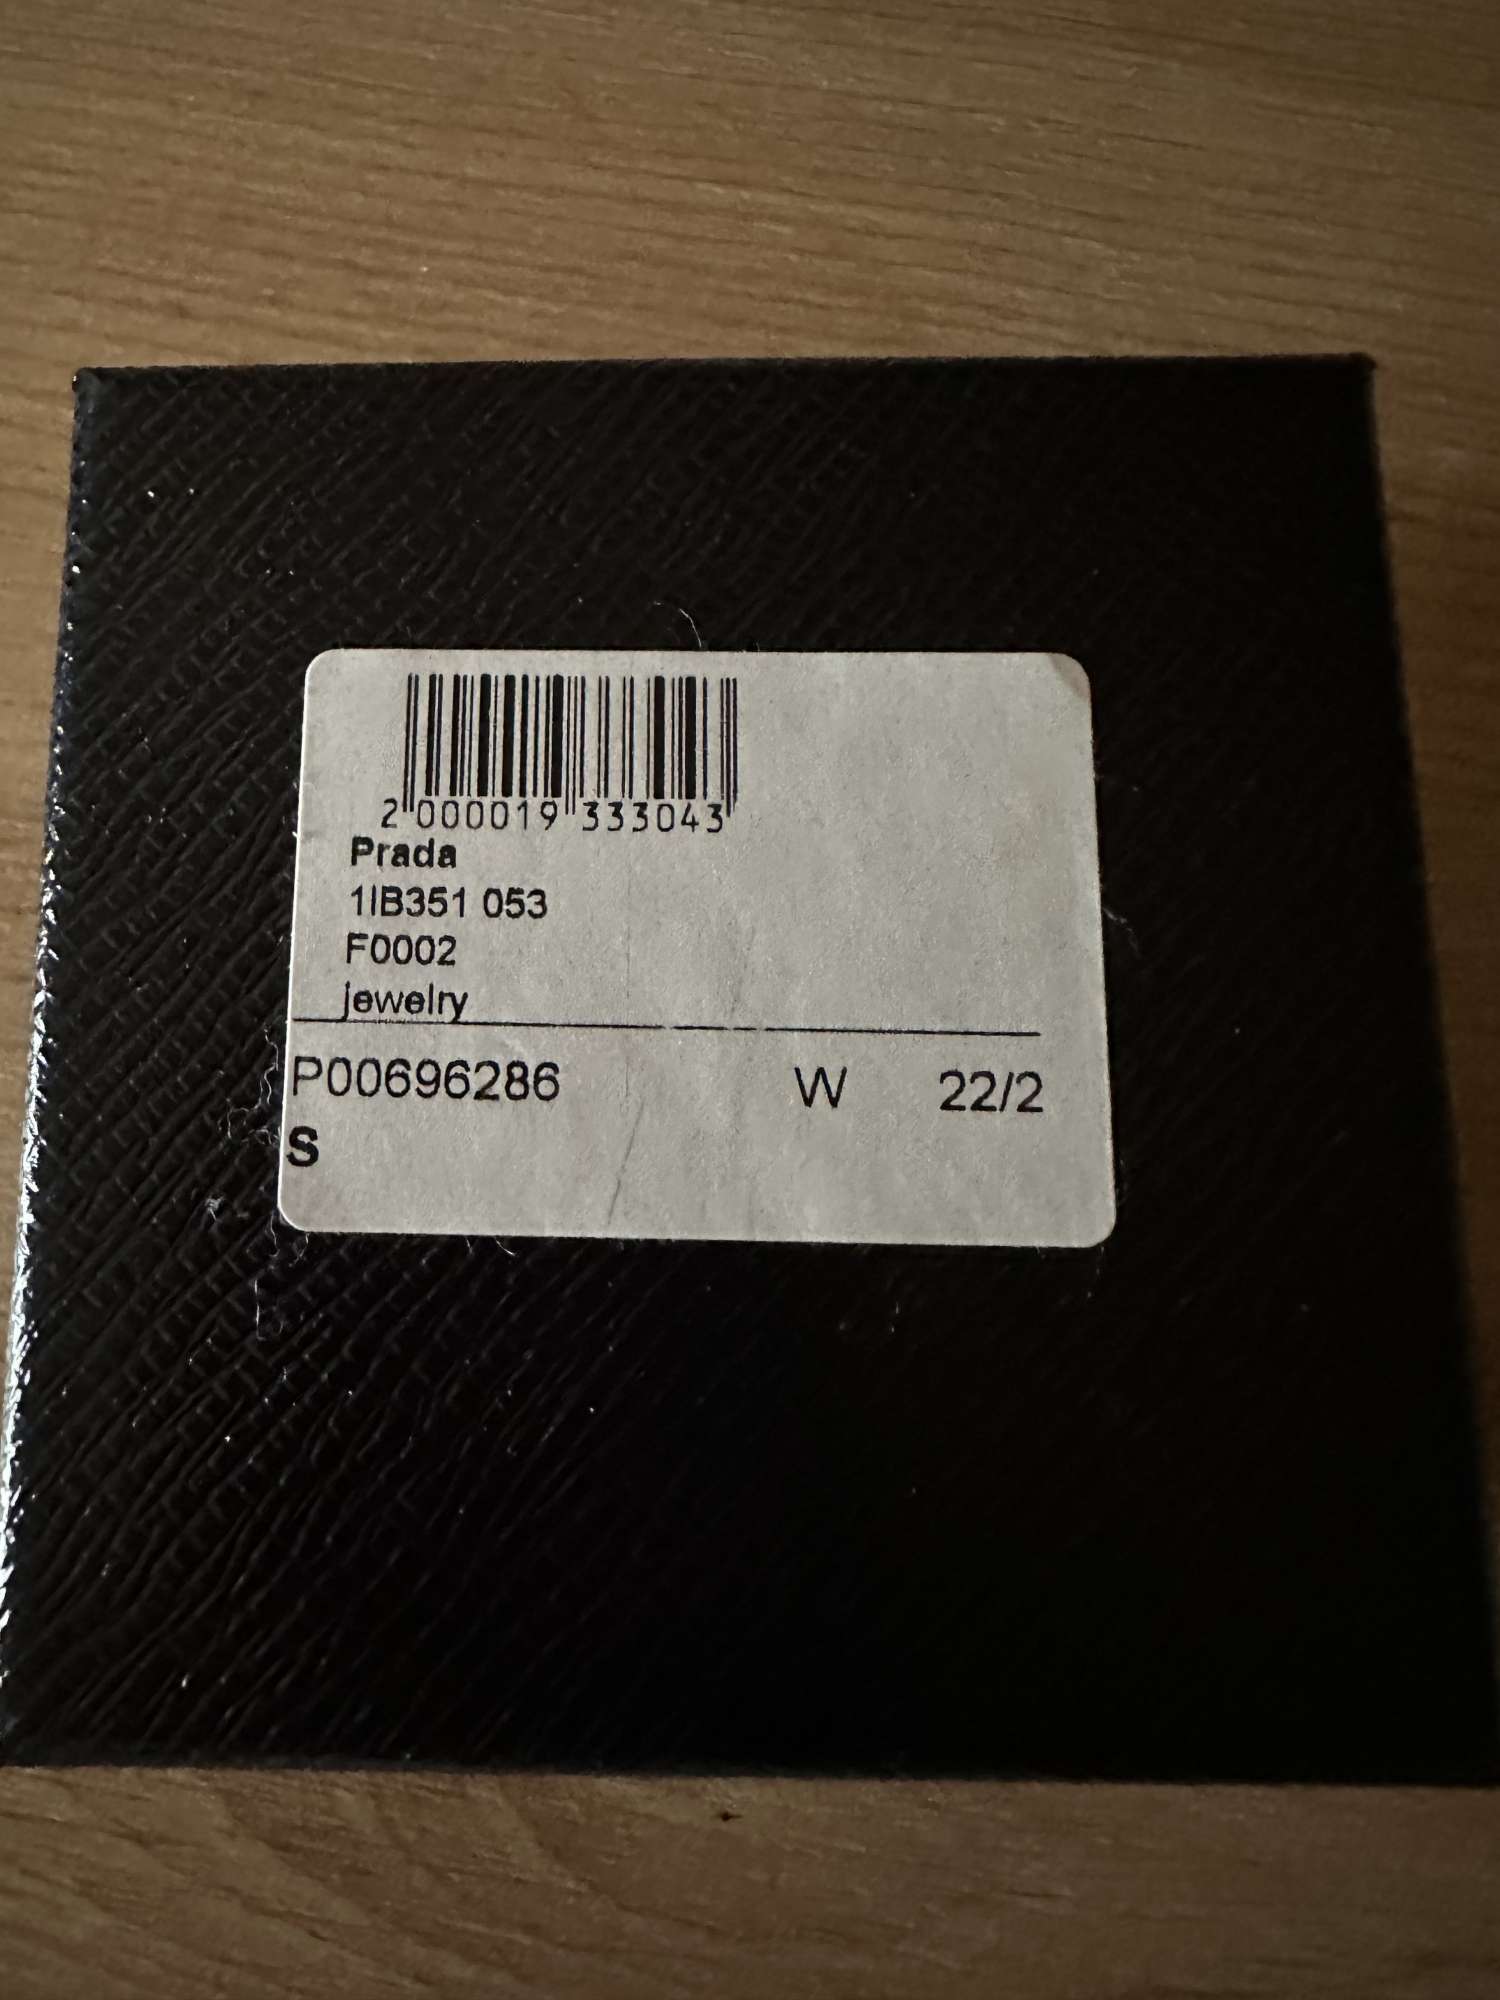 2 000019 333043
Prada
1IB351 053
F0002
jewelry
P00696286 W 22/2
S